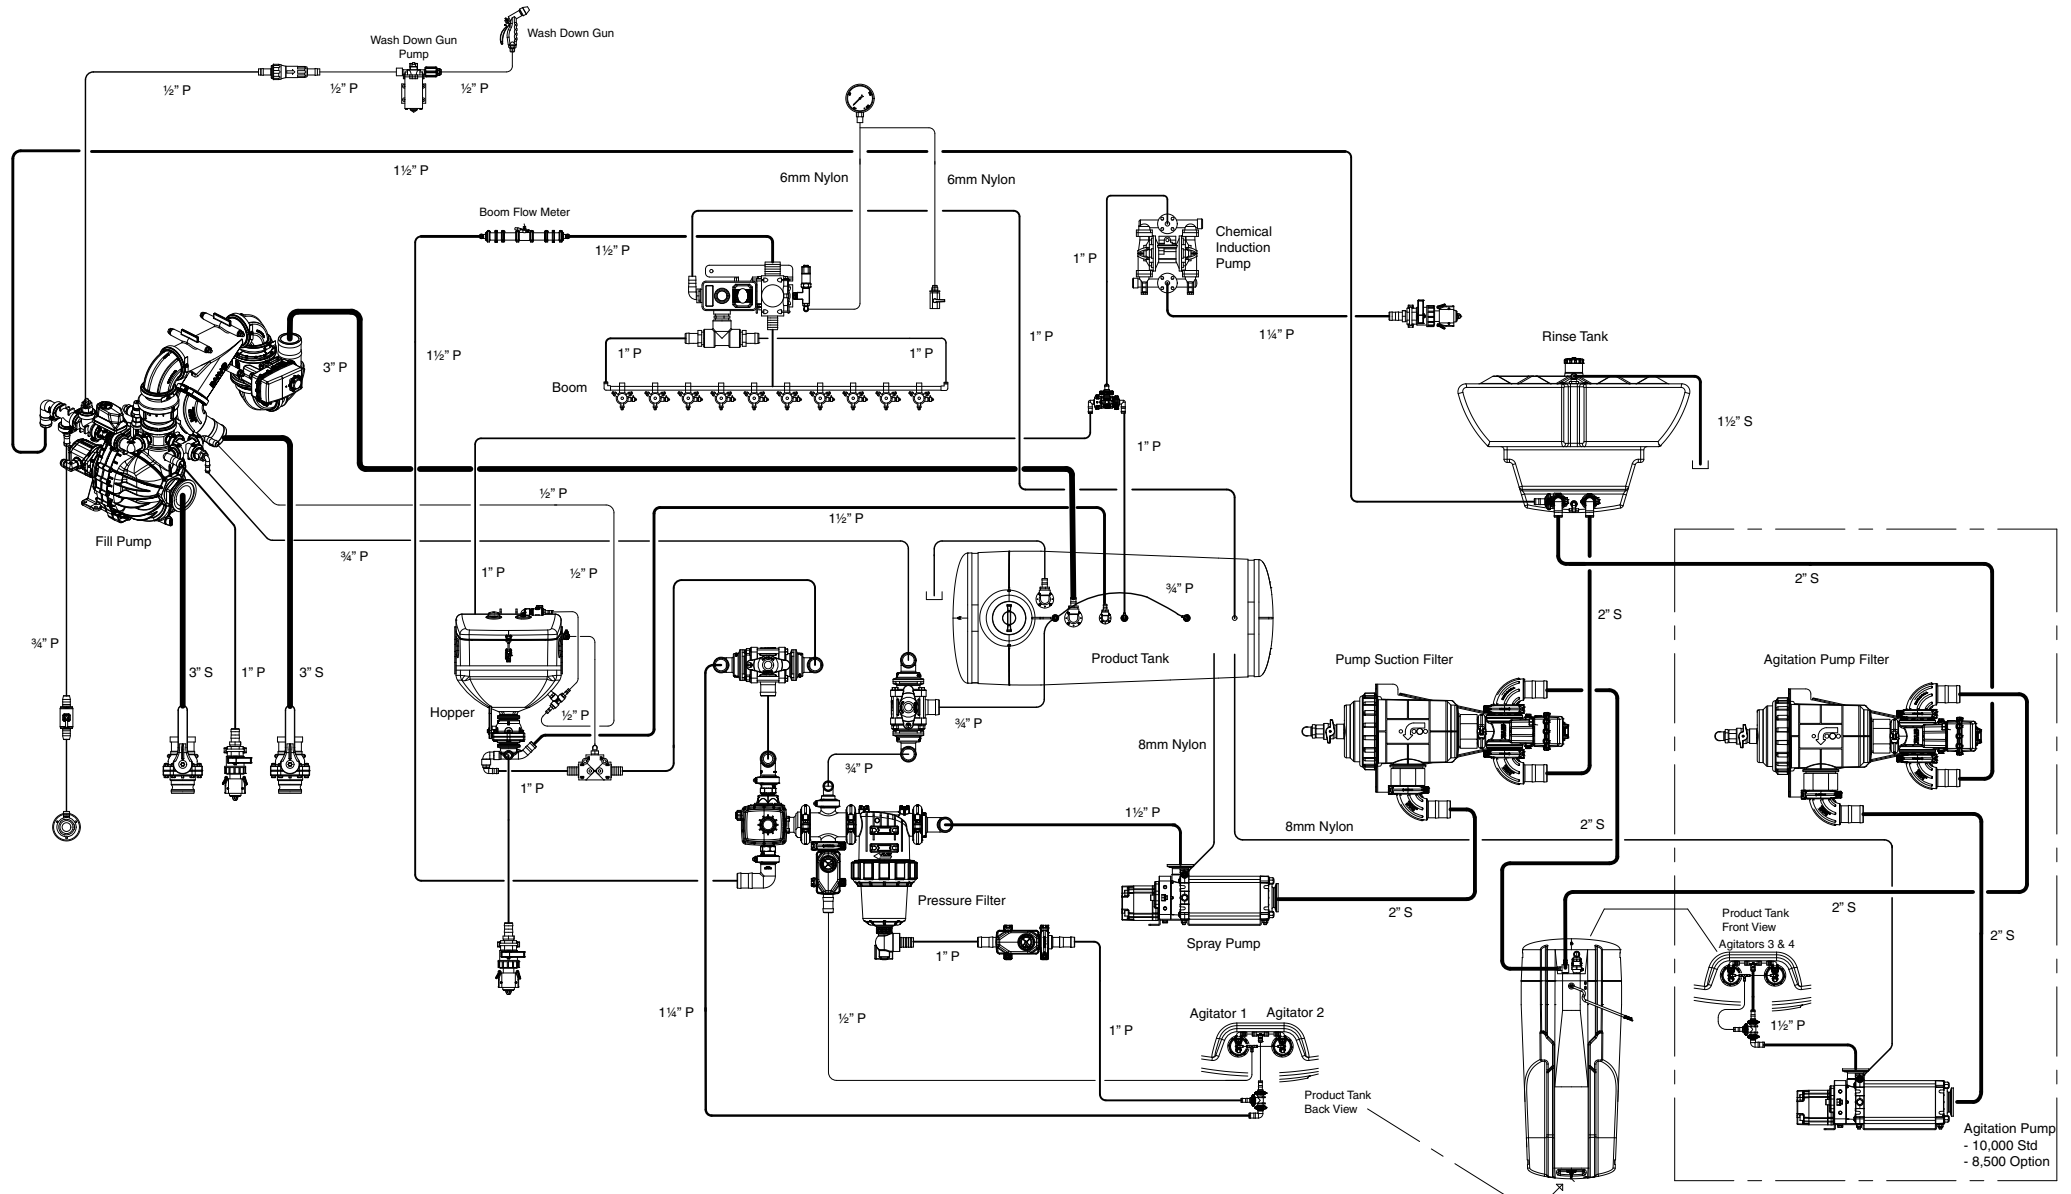 Wash Down Gun
Pump
Wash Down Gun
½” P
½” P
½” P
1½” P
6mm Nylon
6mm Nylon
Boom Flow Meter
1½” P
Chemical
Induction
Pump
1” P
1¼” P
1” P
Rinse Tank
1½” P
1” P
1” P
3” P
Boom
1½” S
1” P
½” P
1½” P
Fill Pump
¾” P
1” P
½” P
¾” P
2” S
2” S
¾” P
3” S
1” P
3” S
Product Tank
Pump Suction Filter
Agitation Pump Filter
Hopper
½” P
¾” P
8mm Nylon
¾” P
1” P
1½” P
8mm Nylon
2” S
Pressure Filter
2” S
2” S
Product Tank
Front View
Agitators 3 & 4
2” S
Spray Pump
1” P
1¼” P
½” P
1” P
Agitator 1
Agitator 2
1½” P
Product Tank
Back View
Agitation Pump
- 10,000 Std
- 8,500 Option